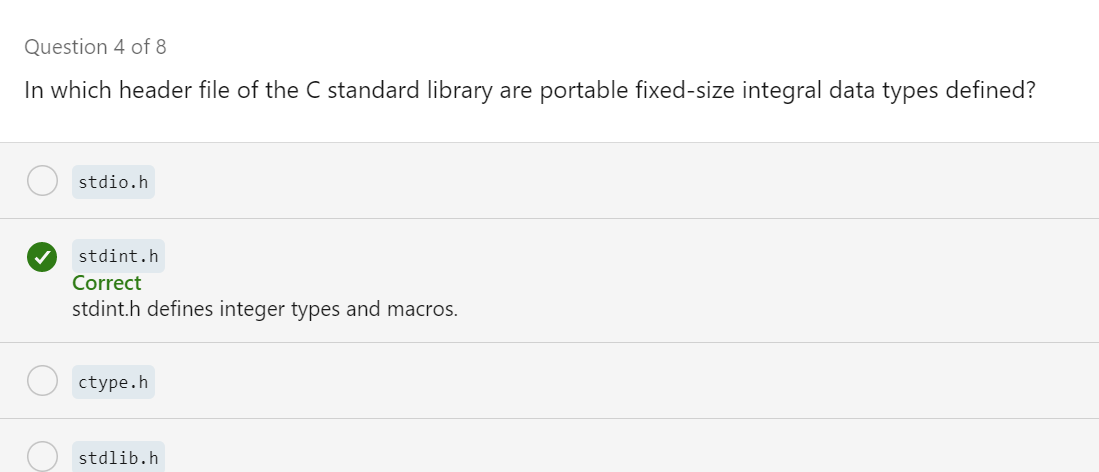 Question 4 of 8
In which header file of the C standard library are portable fixed-size integral data types defined?
stdio.h
stdint.h
Correct
stdint.h defines integer types and macros.
ctype.h
stdlib.h